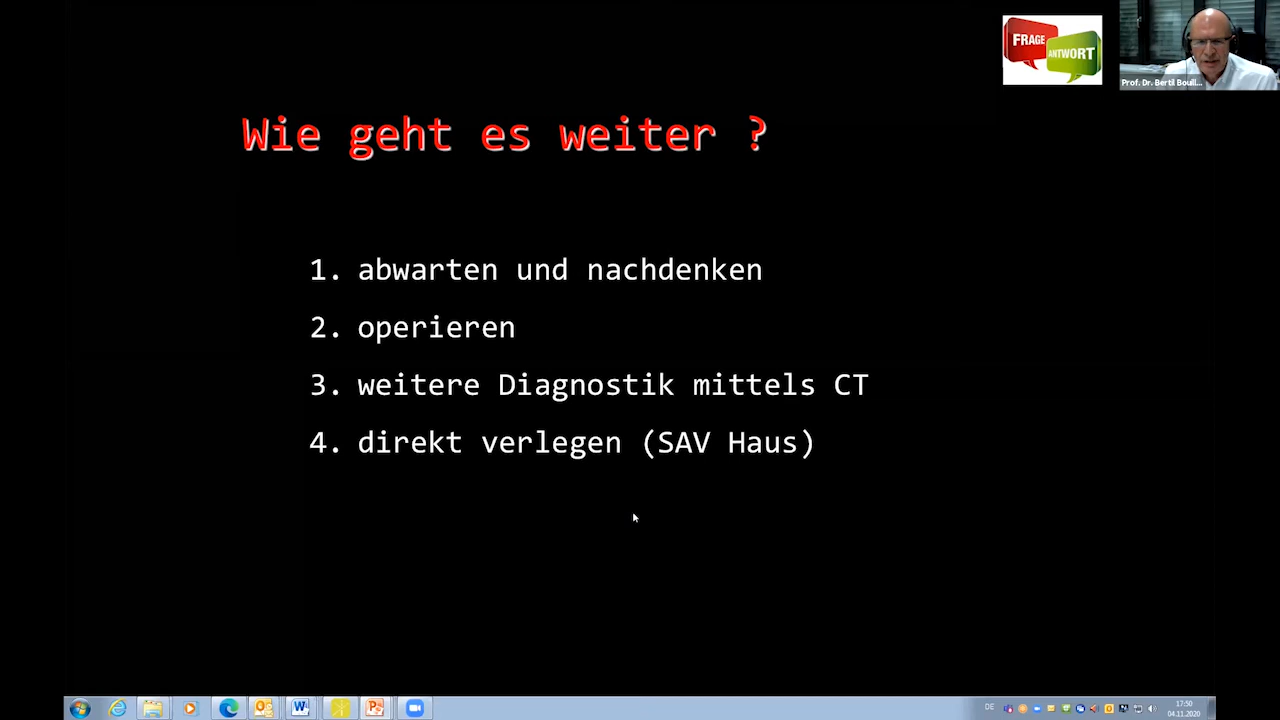 FRAGE
ANTWORT
Prof. Dr. Bertil Bouill...
Wie geht es weiter ?
1. abwarten und nachdenken
2. operieren
3. weitere Diagnostik mittels CT
4. direkt verlegen (SAV Haus)
DE
17:50
04.11.2020